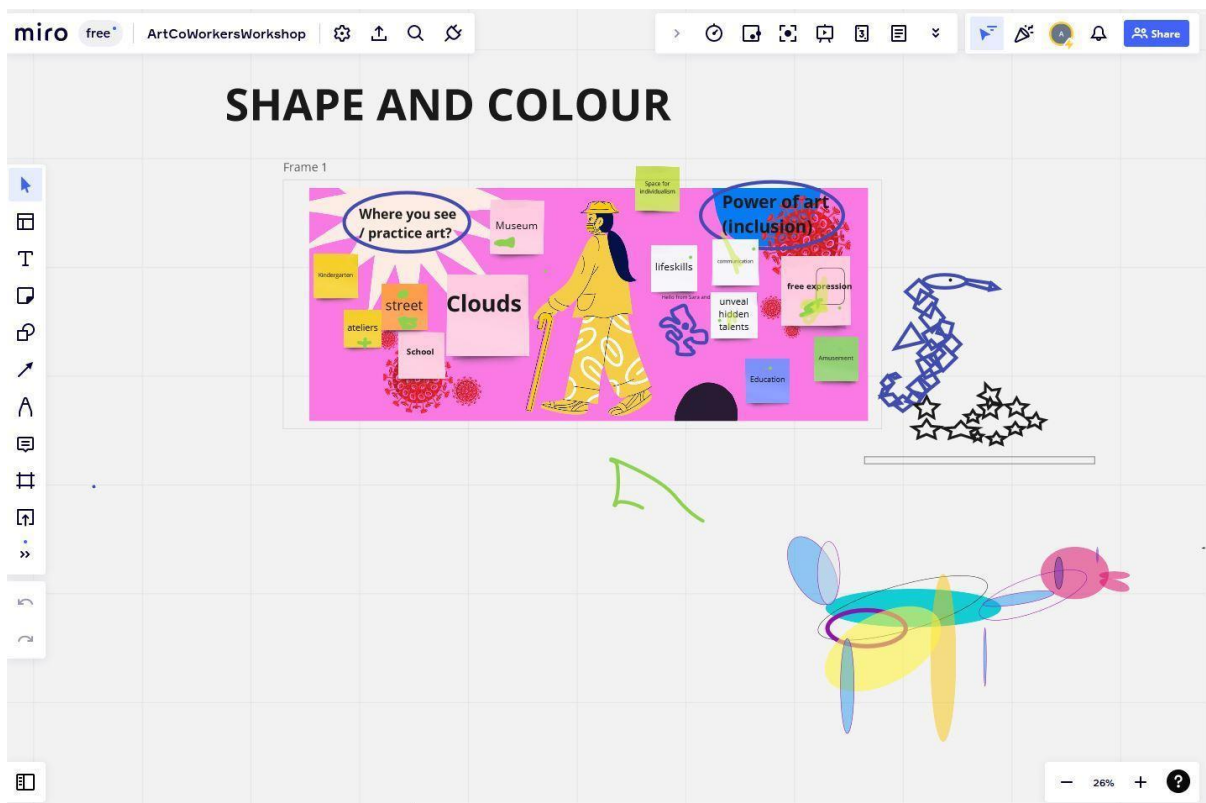 miro free ArtCoWorkersWorkshop
3
A
Share
SHAPE AND COLOUR
Frame 1
Where you see
/ practice art?
Museum
Kindergarten
street
Clouds
ateliers
School
Space for
individualism
Power of art
(Inclusion)
lifeskills
communication
free expression
Hello from Sara and
unveal
hidden
talents
Amusement
Education
T
26%
?